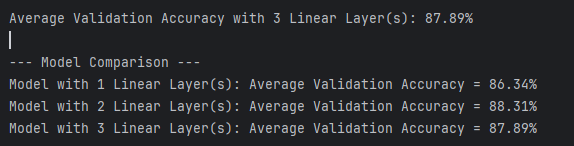 Average Validation Accuracy with 3 Linear Layer(s): 87.89%
--- Model Comparison ---
Model with 1 Linear Layer(s): Average Validation Accuracy = 86.34%
Model with 2 Linear Layer(s): Average Validation Accuracy = 88.31%
Model with 3 Linear Layer(s): Average Validation Accuracy = 87.89%